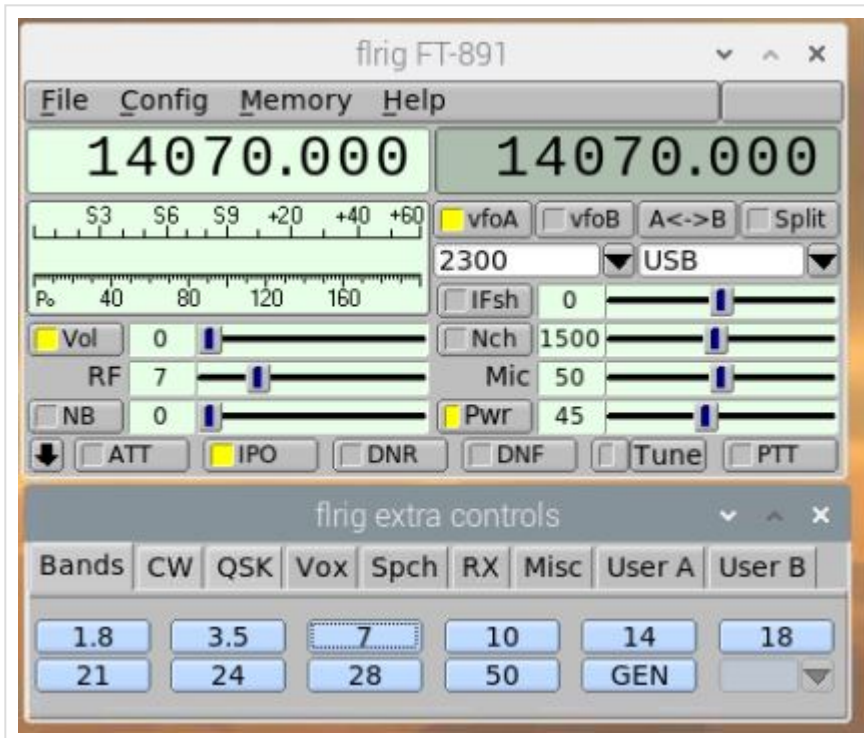 flrig FT-891
File Config Memory Help
14070.000 14070.000
S3 S6 S9 +20 +40 +60 vfoA vfoB A<->B Split
2300 USB
Po 40 80 120 160 IFsh 0
Vol 0 Nch 1500
RF 7 Mic 50
NB 0 Pwr 45
ATT IPO DNR DNF Tune PTT
flrig extra controls
Bands CW QSK Vox Spch RX Misc User A User B
1.8 3.5 7 10 14 18
21 24 28 50 GEN